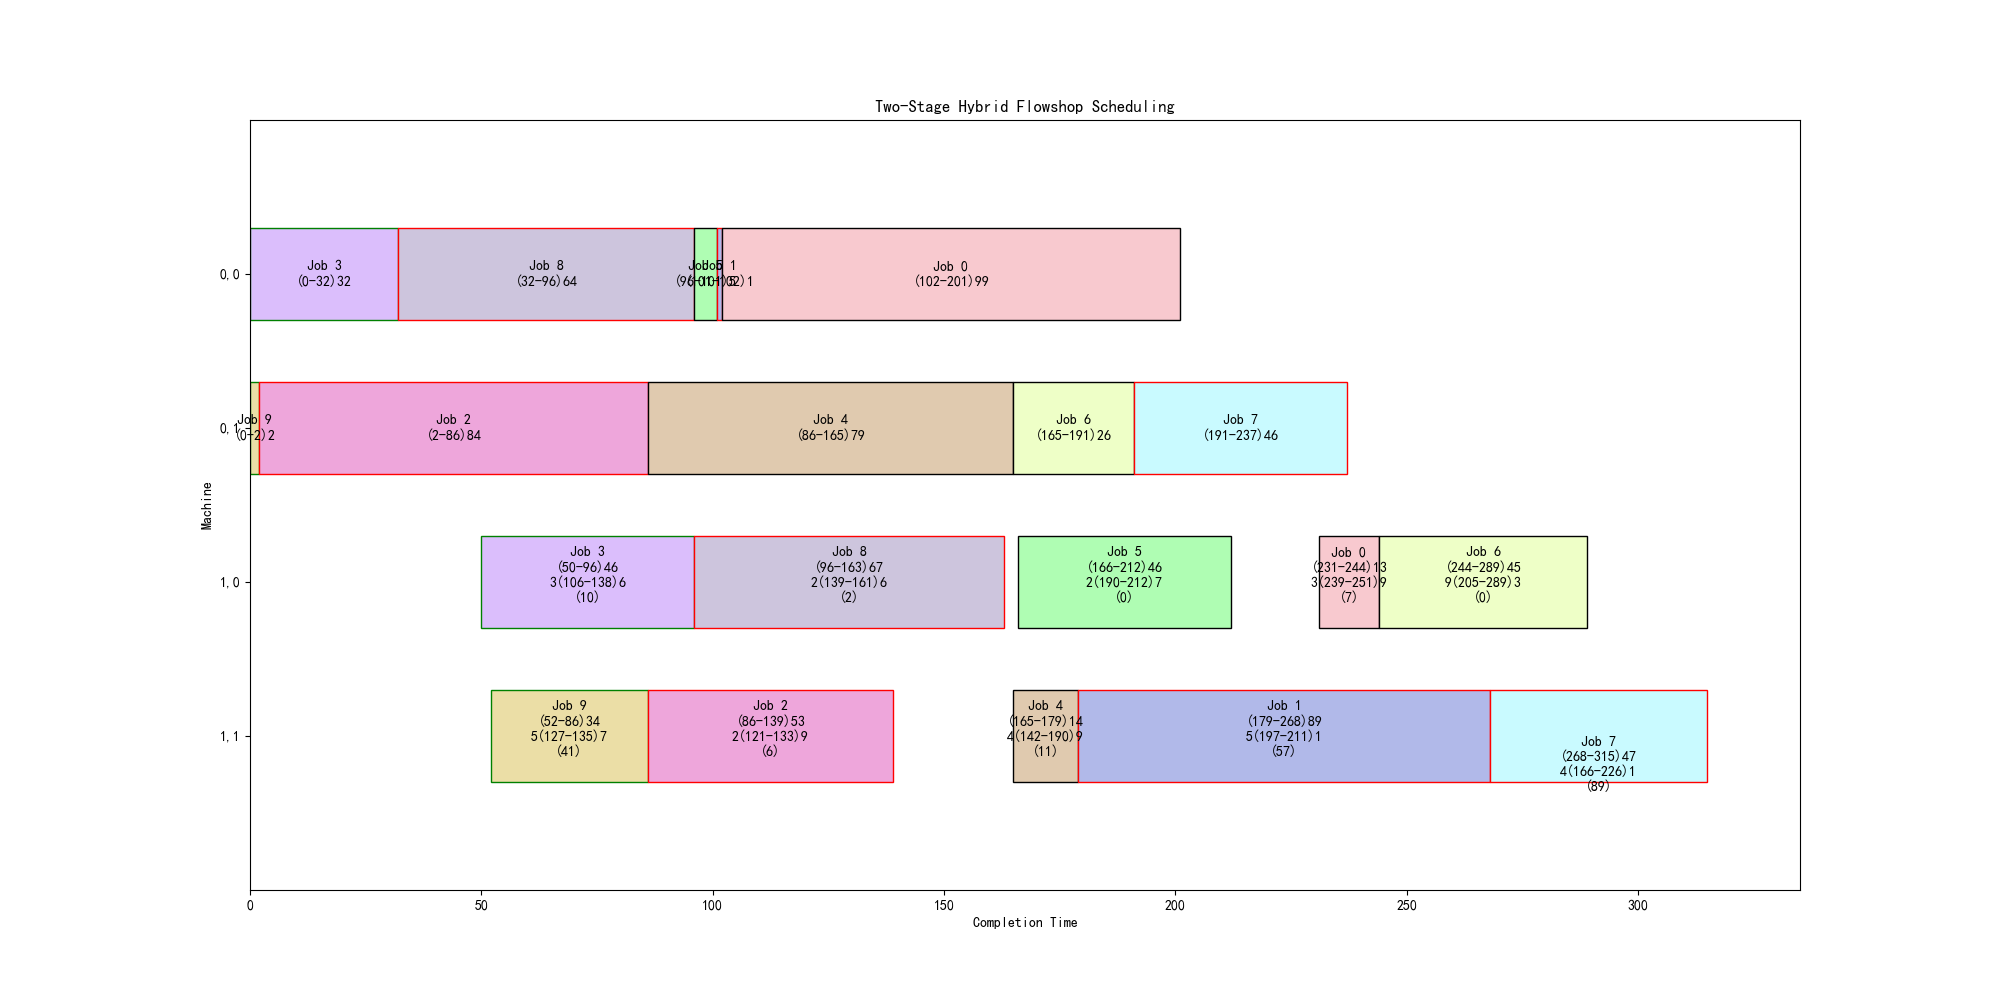 Two-Stage Hybrid Flowshop Scheduling
Job 3
(0-32)32
Job 8
(32-96)64
Job 5
(96-101)5
Job 1
(101-102)1
Job 0
(102-201)99
0,0
Job 9
(0-2)2
Job 2
(2-86)84
Job 4
(86-165)79
Job 6
(165-191)26
Job 7
(191-237)46
0,1
Machine
Job 3
(50-96)46
3(106-138)6
(10)
Job 8
(96-163)67
2(139-161)6
(2)
Job 5
(166-212)46
2(190-212)7
(0)
Job 0
(231-244)13
3(239-251)9
(7)
Job 6
(244-289)45
9(205-289)3
(0)
1,0
Job 9
(52-86)34
5(127-135)7
(41)
Job 2
(86-139)53
2(121-133)9
(6)
Job 4
(165-179)14
4(142-190)9
(11)
Job 1
(179-268)89
5(197-211)1
(57)
Job 7
(268-315)47
4(166-226)1
(89)
1,1
0
50
100
150
200
250
300
Completion Time